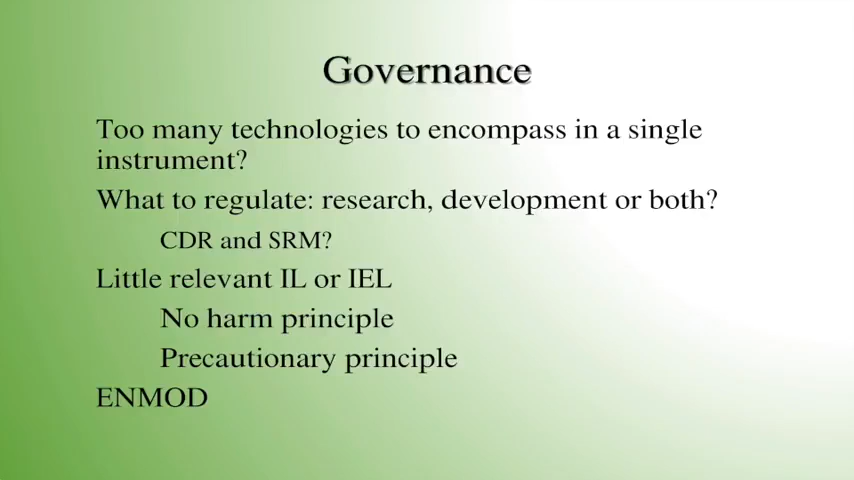 Governance
Too many technologies to encompass in a single
instrument?
What to regulate: research, development or both?
CDR and SRM?
Little relevant IL or IEL
No harm principle
Precautionary principle
ENMOD